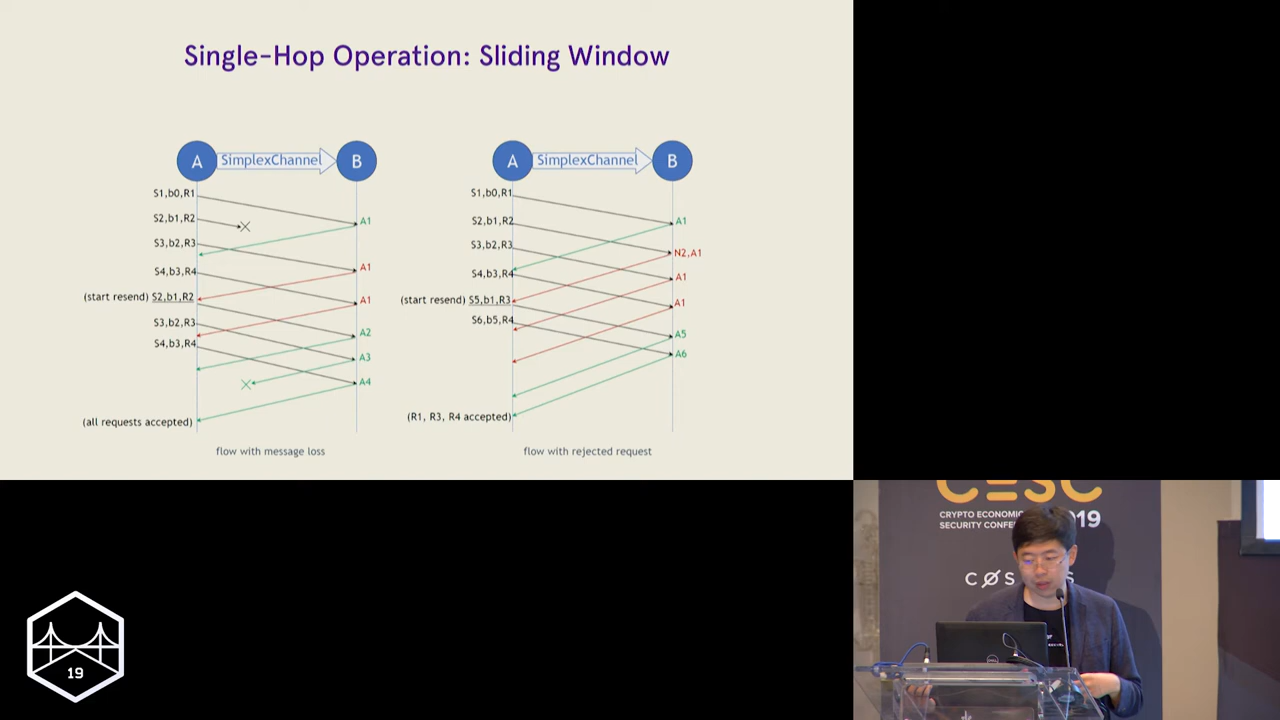 Single-Hop Operation: Sliding Window
A
SimplexChannel
B
S1,b0,R1
A1
S2,b1,R2
S3,b2,R3
A1
S4,b3,R4
(start resend) S2,b1,R2
A1
S3,b2,R3
A2
S4,b3,R4
A3
A4
(all requests accepted)
flow with message loss
A
SimplexChannel
B
S1,b0,R1
A1
S2,b1,R2
S3,b2,R3
N2,A1
S4,b3,R4
A1
(start resend) S5,b1,R3
A1
S6,b5,R4
A5
A6
(R1, R3, R4 accepted)
flow with rejected request
CESC
CRYPTO ECONOMIC
SECURITY CONFE
2019
19